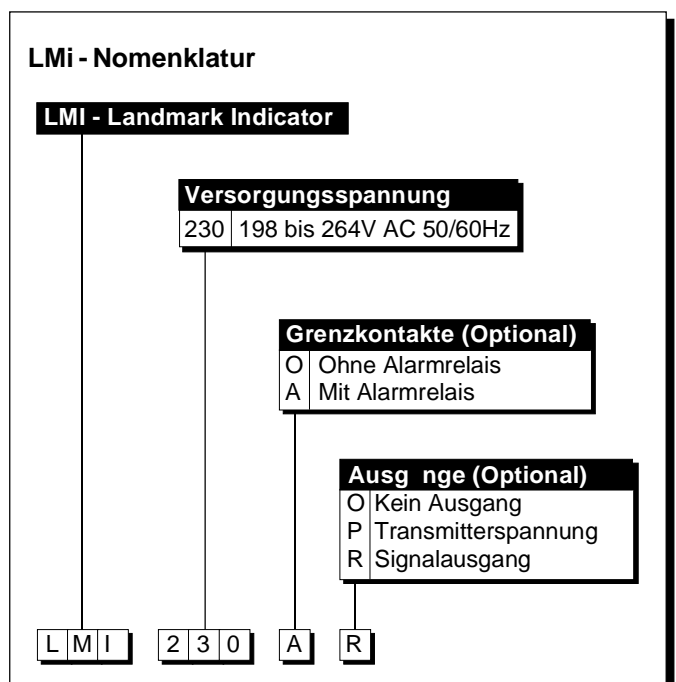 LMi - Nomenklatur
LMI - Landmark Indicator
Versorgungsspannung
230 198 bis 264V AC 50/60Hz
Grenzkontakte (Optional)
O Ohne Alarmrelais
A Mit Alarmrelais
Ausg nge (Optional)
O Kein Ausgang
P Transmitterspannung
R Signalausgang
L M I 2 3 0 A R